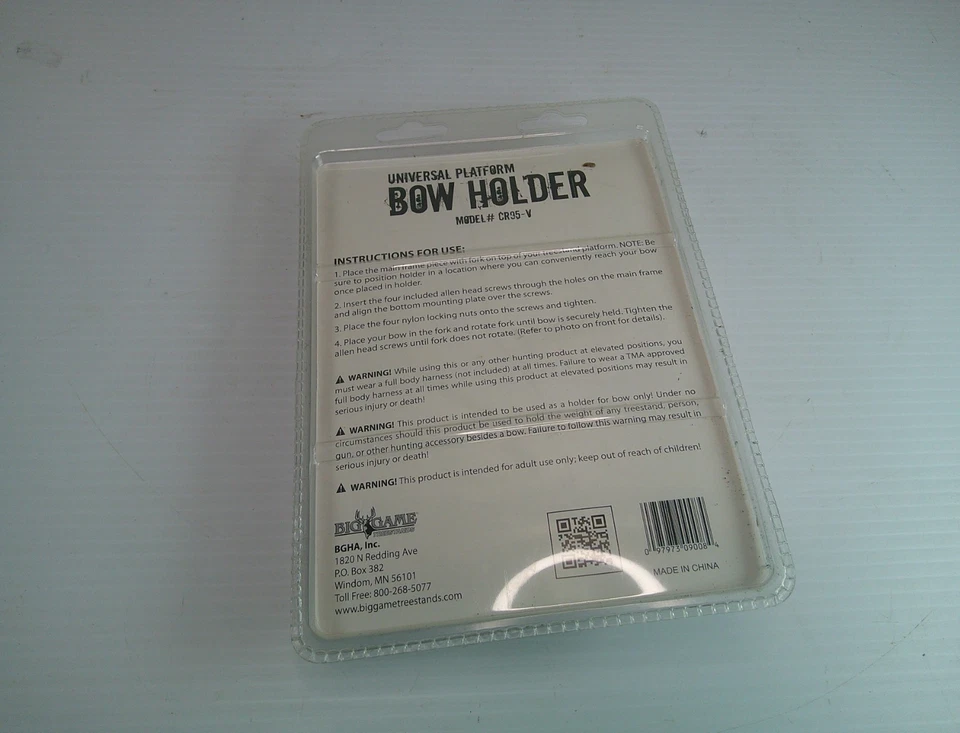 UNIVERSAL PLATFORM
BOW HOLDER
MODEL# CR95-V
INSTRUCTIONS FOR USE:
1. Place the main frame piece with fork on top of your treestand platform. NOTE: Be
sure to position holder in a location where you can conveniently reach your bow
once placed in holder.
2. Insert the four included allen head screws through the holes on the main frame
and align the bottom mounting plate over the screws.
3. Place the four nylon locking nuts onto the screws and tighten.
4. Place your bow in the fork and rotate fork until bow is securely held. Tighten the
allen head screws until fork does not rotate. (Refer to photo on front for details).
WARNING! While using this or any other hunting product at elevated positions, you
must wear a full body harness (not included) at all times. Failure to wear a TMA approved
full body harness at all times while using this product at elevated positions may result in
serious injury or death!
WARNING! This product is intended to be used as a holder for bow only! Under no
circumstances should this product be used to hold the weight of any treestand, person,
gun, or other hunting accessory besides a bow. Failure to follow this warning may result in
serious injury or death!
WARNING! This product is intended for adult use only; keep out of reach of children!
BIG GAME
TREESTANDS
BGHA, Inc.
1820 N Redding Ave
P.O. Box 382
Windom, MN 56101
Toll Free: 800-268-5077
www.biggametreestands.com
0 97973 09008 4
MADE IN CHINA